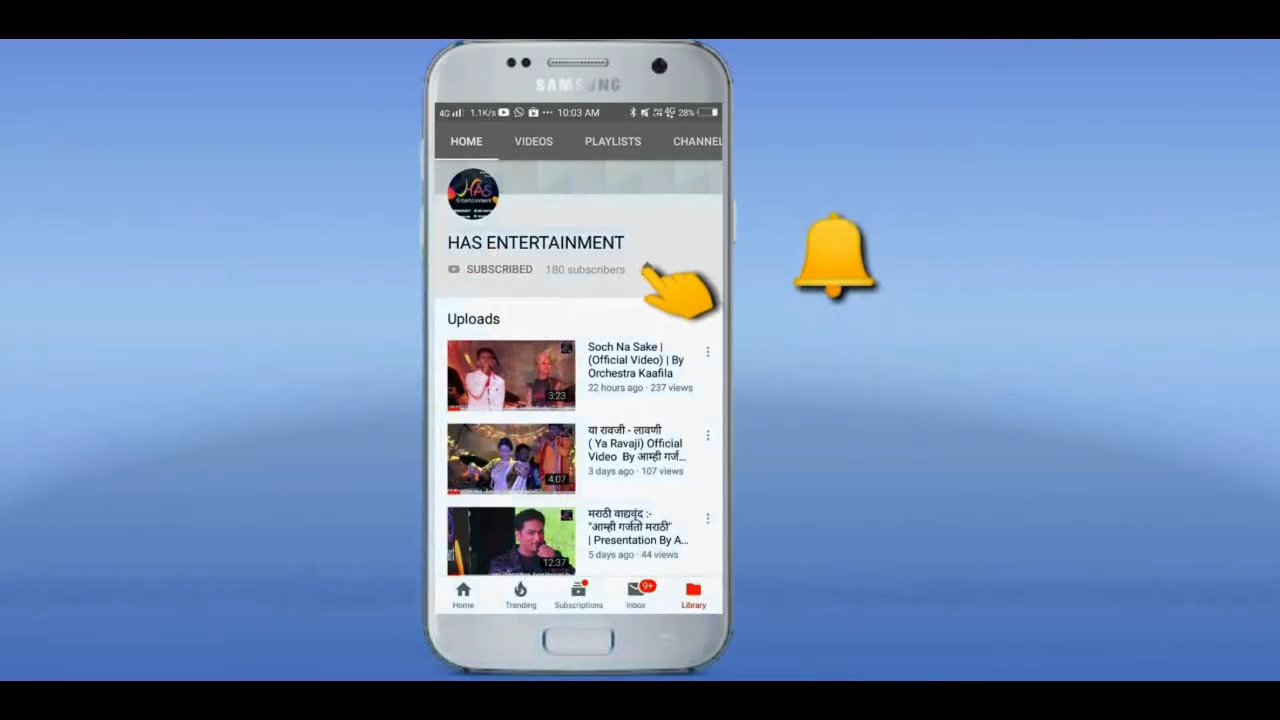 SAMSUNG
4G 1.1K/s ... 10:03 AM 4G 28%
HOME VIDEOS PLAYLISTS CHANNEL
HAS
Entertainment
HAS ENTERTAINMENT
SUBSCRIBED 180 subscribers
Uploads
Soch Na Sake |
(Official Video) | By
Orchestra Kaafila
22 hours ago · 237 views
3:23
या रावजी - लावणी
( Ya Ravaji) Official
Video By आम्ही गर्ज...
3 days ago · 107 views
4:07
मराठी वाद्यवृंद :-
"आम्ही गर्जतो मराठी"
| Presentation By A...
5 days ago · 44 views
12:37
9+
Home Trending Subscriptions Inbox Library